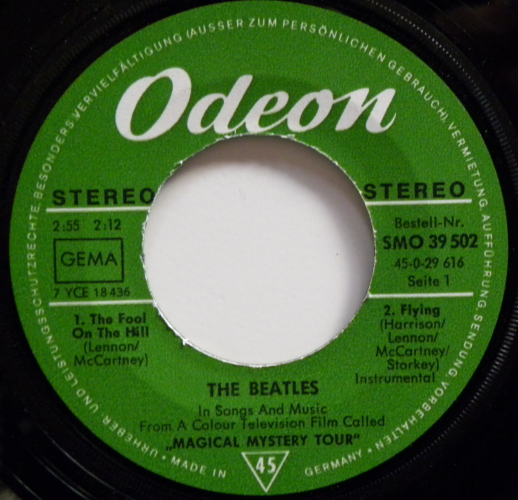 URHEBER- UND LEISTUNGSSCHUTZRECHTE, BESONDERS VERVIELFÄLTIGUNG (AUSSER ZUM PERSÖNLICHEN GEBRAUCH), VERMIETUNG, AUFFÜHRUNG, SENDUNG VORBEHALTEN
Odeon
STEREO STEREO
2:55 2:12
GEMA
7 YCE 18 436
Bestell-Nr.
SMO 39 502
45-O-29 616
Seite 1
1. The Fool
On The Hill
(Lennon/
McCartney)
2. Flying
(Harrison/
Lennon/
McCartney/
Starkey)
Instrumental
THE BEATLES
In Songs And Music
From A Colour Television Film Called
„MAGICAL MYSTERY TOUR"
• MADE IN GERMANY •
45